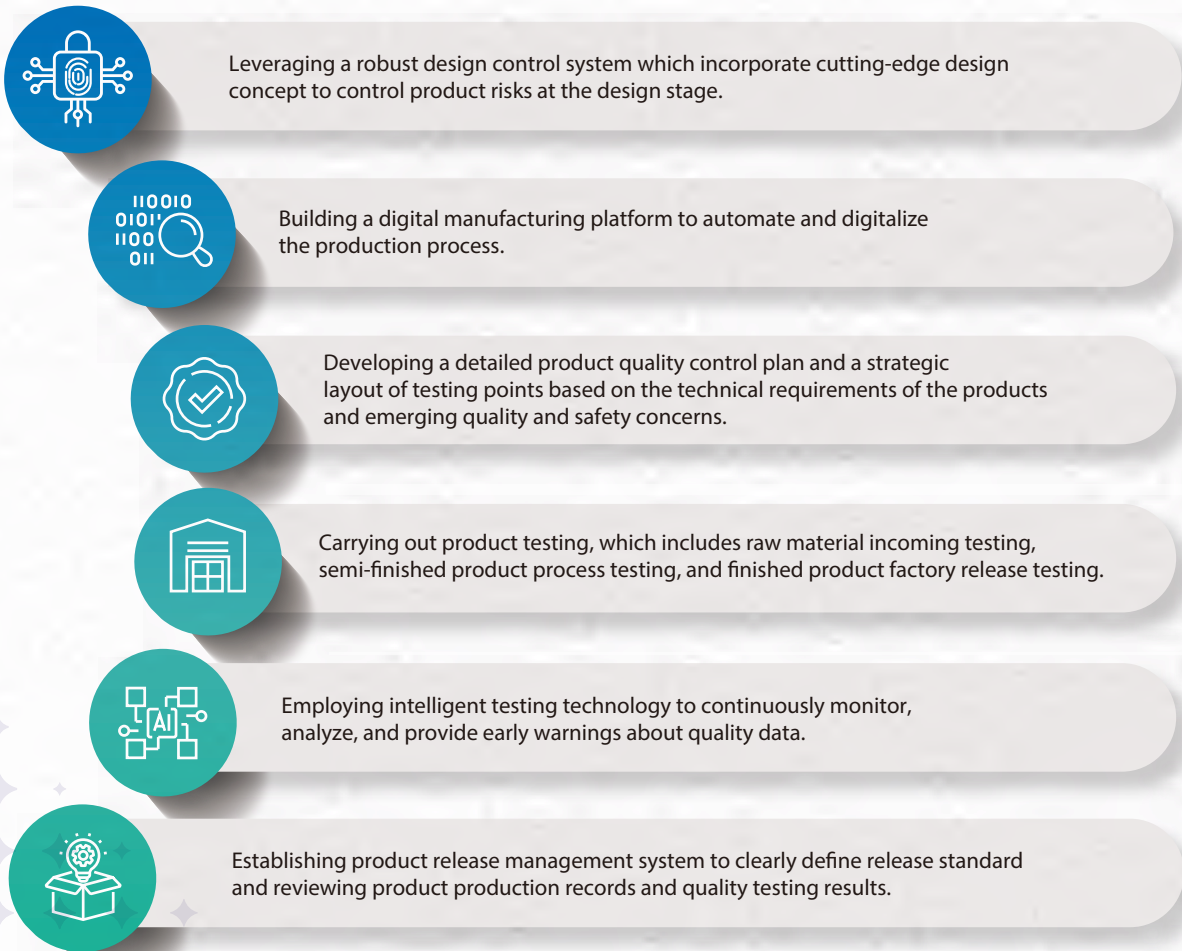 Leveraging a robust design control system which incorporate cutting-edge design
concept to control product risks at the design stage.
110010
0101'
1100
011
Building a digital manufacturing platform to automate and digitalize
the production process.
Developing a detailed product quality control plan and a strategic
layout of testing points based on the technical requirements of the products
and emerging quality and safety concerns.
Carrying out product testing, which includes raw material incoming testing,
semi-finished product process testing, and finished product factory release testing.
AI
Employing intelligent testing technology to continuously monitor,
analyze, and provide early warnings about quality data.
Establishing product release management system to clearly define release standard
and reviewing product production records and quality testing results.